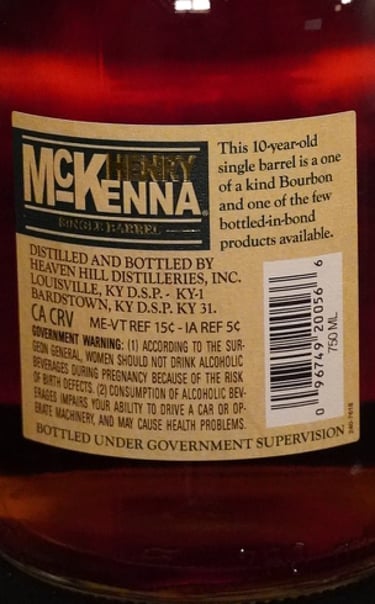 HENRY
McKENNA
SINGLE BARREL
This 10-year-old
single barrel is a one
of a kind Bourbon
and one of the few
bottled-in-bond
products available.
DISTILLED AND BOTTLED BY
HEAVEN HILL DISTILLERIES, INC.
LOUISVILLE, KY D.S.P. - KY-1
BARDSTOWN, KY D.S.P. KY 31.
CA CRV ME-VT REF 15¢ - IA REF 5¢
GOVERNMENT WARNING: (1) ACCORDING TO THE SUR-
GEON GENERAL, WOMEN SHOULD NOT DRINK ALCOHOLIC
BEVERAGES DURING PREGNANCY BECAUSE OF THE RISK
OF BIRTH DEFECTS. (2) CONSUMPTION OF ALCOHOLIC BEV-
ERAGES IMPAIRS YOUR ABILITY TO DRIVE A CAR OR OP-
ERATE MACHINERY, AND MAY CAUSE HEALTH PROBLEMS.
BOTTLED UNDER GOVERNMENT SUPERVISION
0 96749 20056 6
750 ML